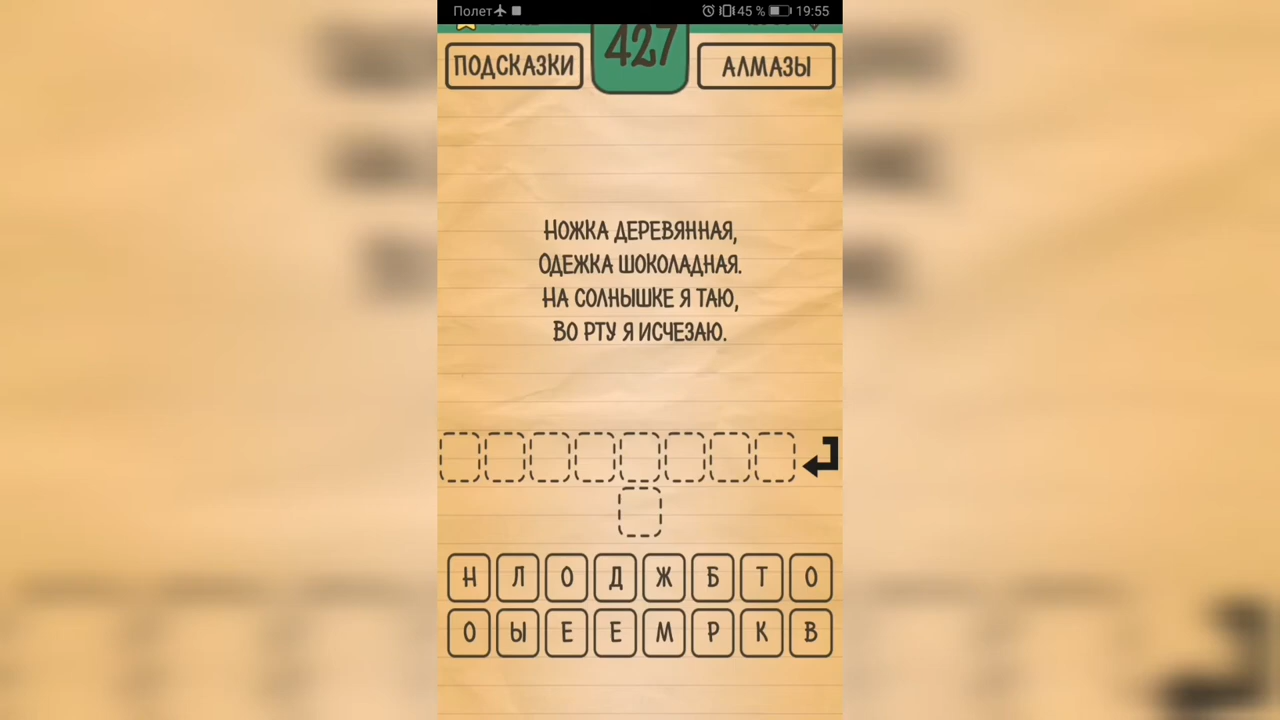 Полет 45 % 19:55
ПОДСКАЗКИ 427 АЛМАЗЫ
НОЖКА ДЕРЕВЯННАЯ,
ОДЕЖКА ШОКОЛАДНАЯ.
НА СОЛНЫШКЕ Я ТАЮ,
ВО РТУ Я ИСЧЕЗАЮ.
Н Л О Д Ж Б Т О
О Ы Е Е М Р К В